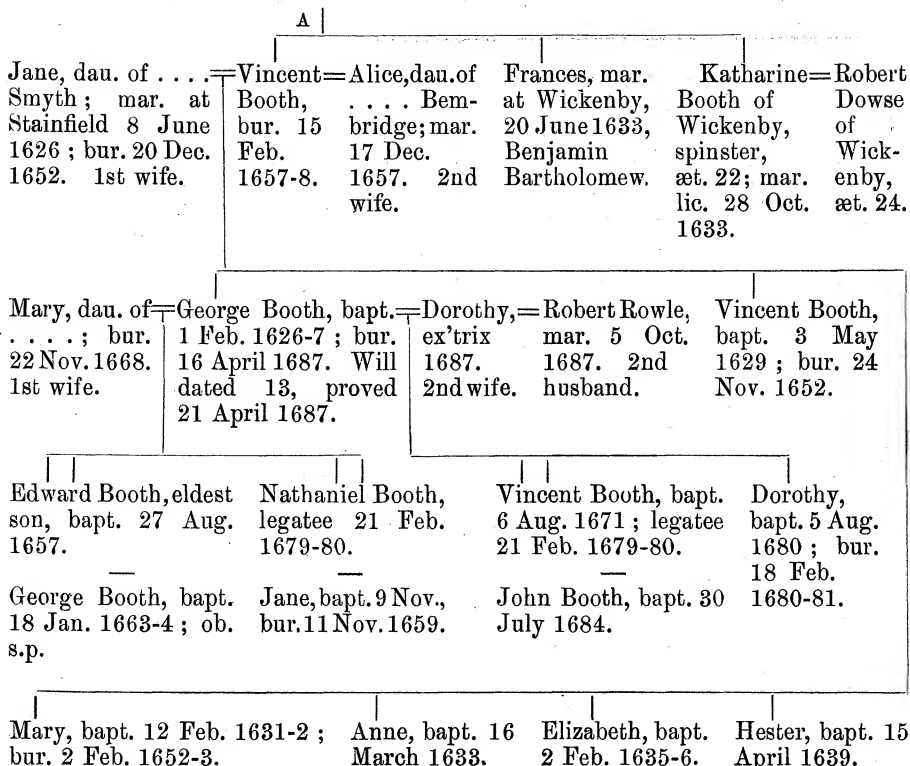 A
Jane, dau. of . . . .
Smyth ; mar. at
Stainfield 8 June
1626 ; bur. 20 Dec.
1652. 1st wife.
=Vincent=
Booth,
bur. 15
Feb.
1657-8.
Alice, dau. of
. . . . Bem-
bridge; mar.
17 Dec.
1657. 2nd
wife.
Frances, mar.
at Wickenby,
20 June 1633,
Benjamin
Bartholomew.
Katharine=
Booth of
Wickenby,
spinster,
æt. 22; mar.
lic. 28 Oct.
1633.
Robert
Dowse
of
Wick-
enby,
æt. 24.
Mary, dau. of
. . . . ; bur.
22 Nov. 1668.
1st wife.
=George Booth, bapt.=
1 Feb. 1626-7 ; bur.
16 April 1687. Will
dated 13, proved
21 April 1687.
Dorothy,=
ex'trix
1687.
2nd wife.
Robert Rowle,
mar. 5 Oct.
1687. 2nd
husband.
Vincent Booth,
bapt. 3 May
1629 ; bur. 24
Nov. 1652.
Edward Booth, eldest
son, bapt. 27 Aug.
1657.
—
George Booth, bapt.
18 Jan. 1663-4 ; ob.
s.p.
Nathaniel Booth,
legatee 21 Feb.
1679-80.
—
Jane, bapt. 9 Nov.,
bur. 11 Nov. 1659.
Vincent Booth, bapt.
6 Aug. 1671 ; legatee
21 Feb. 1679-80.
—
John Booth, bapt. 30
July 1684.
Dorothy,
bapt. 5 Aug.
1680 ; bur.
18 Feb.
1680-81.
Mary, bapt. 12 Feb. 1631-2 ;
bur. 2 Feb. 1652-3.
Anne, bapt. 16
March 1633.
Elizabeth, bapt.
2 Feb. 1635-6.
Hester, bapt. 15
April 1639.